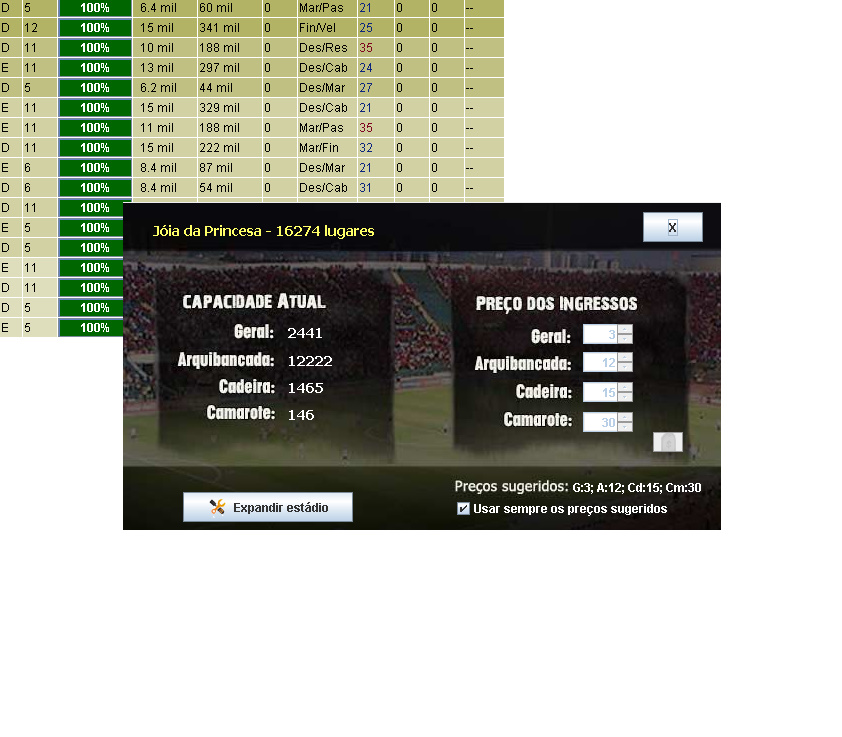 D 5 100% 6.4 mil 60 mil 0 Mar/Pas 21 0 0 --
D 12 100% 15 mil 341 mil 0 Fin/Vel 25 0 0 --
D 11 100% 10 mil 188 mil 0 Des/Res 35 0 0 --
E 11 100% 13 mil 297 mil 0 Des/Cab 24 0 0 --
D 5 100% 6.2 mil 44 mil 0 Des/Mar 27 0 0 --
E 11 100% 15 mil 329 mil 0 Des/Cab 21 0 0 --
E 11 100% 11 mil 188 mil 0 Mar/Pas 35 0 0 --
D 11 100% 15 mil 222 mil 0 Mar/Fin 32 0 0 --
E 6 100% 8.4 mil 87 mil 0 Des/Mar 21 0 0 --
D 6 100% 8.4 mil 54 mil 0 Des/Cab 31 0 0 --
D 11 100%
E 5 100%
D 5 100%
E 11 100%
D 11 100%
D 5 100%
E 5 100%
Jóia da Princesa - 16274 lugares
X
CAPACIDADE ATUAL
Geral: 2441
Arquibancada: 12222
Cadeira: 1465
Camarote: 146
Expandir estádio
PREÇO DOS INGRESSOS
Geral: 3
Arquibancada: 12
Cadeira: 15
Camarote: 30
Preços sugeridos: G:3; A:12; Cd:15; Cm:30
Usar sempre os preços sugeridos